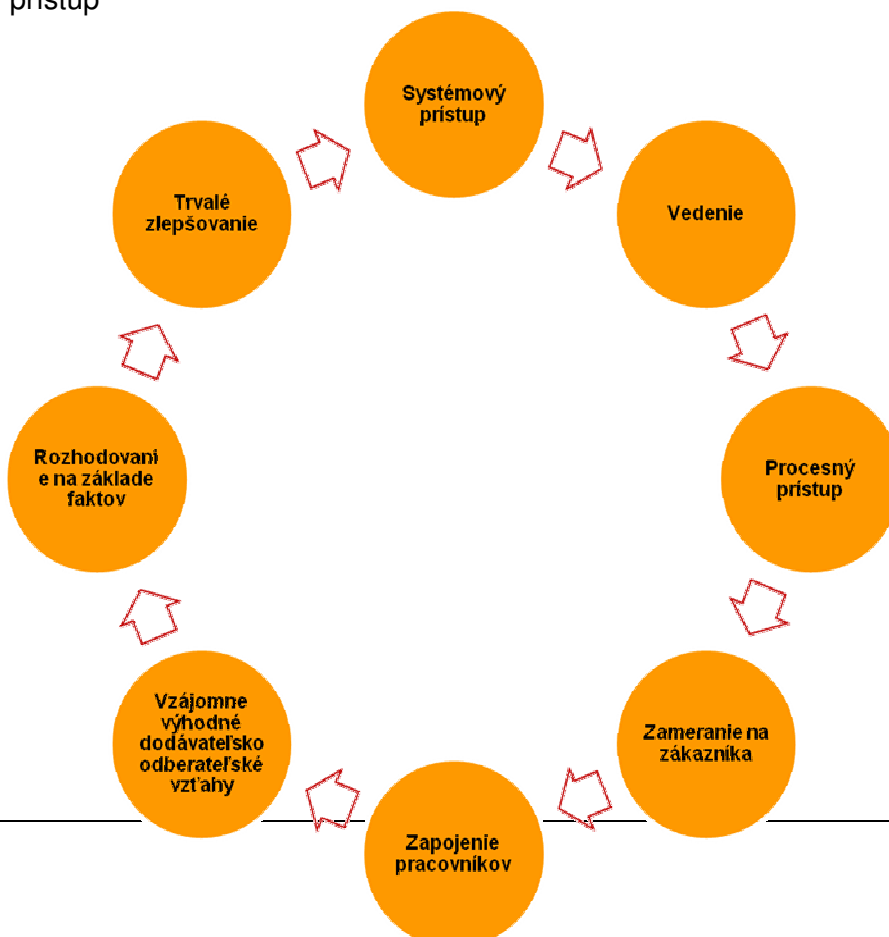 prístup
Systémový
prístup
Vedenie
Procesný
prístup
Zameranie na
zákazníka
Zapojenie
pracovníkov
Vzájomne
výhodné
dodávateľsko
odberateľské
vzťahy
Rozhodovani
e na základe
faktov
Trvalé
zlepšovanie